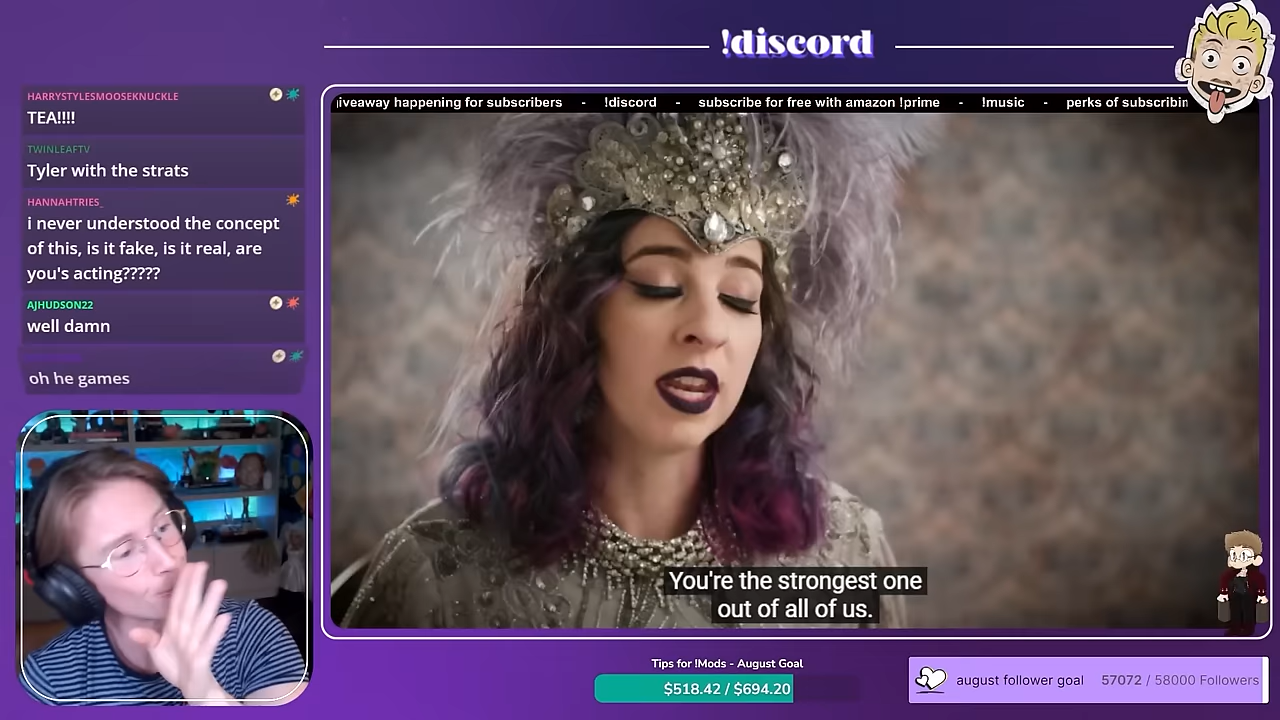 !discord
giveaway happening for subscribers - !discord - subscribe for free with amazon !prime - !music - perks of subscribin
HARRYSTYLESMOOSEKNUCKLE
TEA!!!!
TWINLEAFTV
Tyler with the strats
HANNAHTRIES_
i never understood the concept
of this, is it fake, is it real, are
you's acting?????
AJHUDSON22
well damn
oh he games
You're the strongest one
out of all of us.
Tips for !Mods - August Goal
$518.42 / $694.20
august follower goal 57072 / 58000 Followers